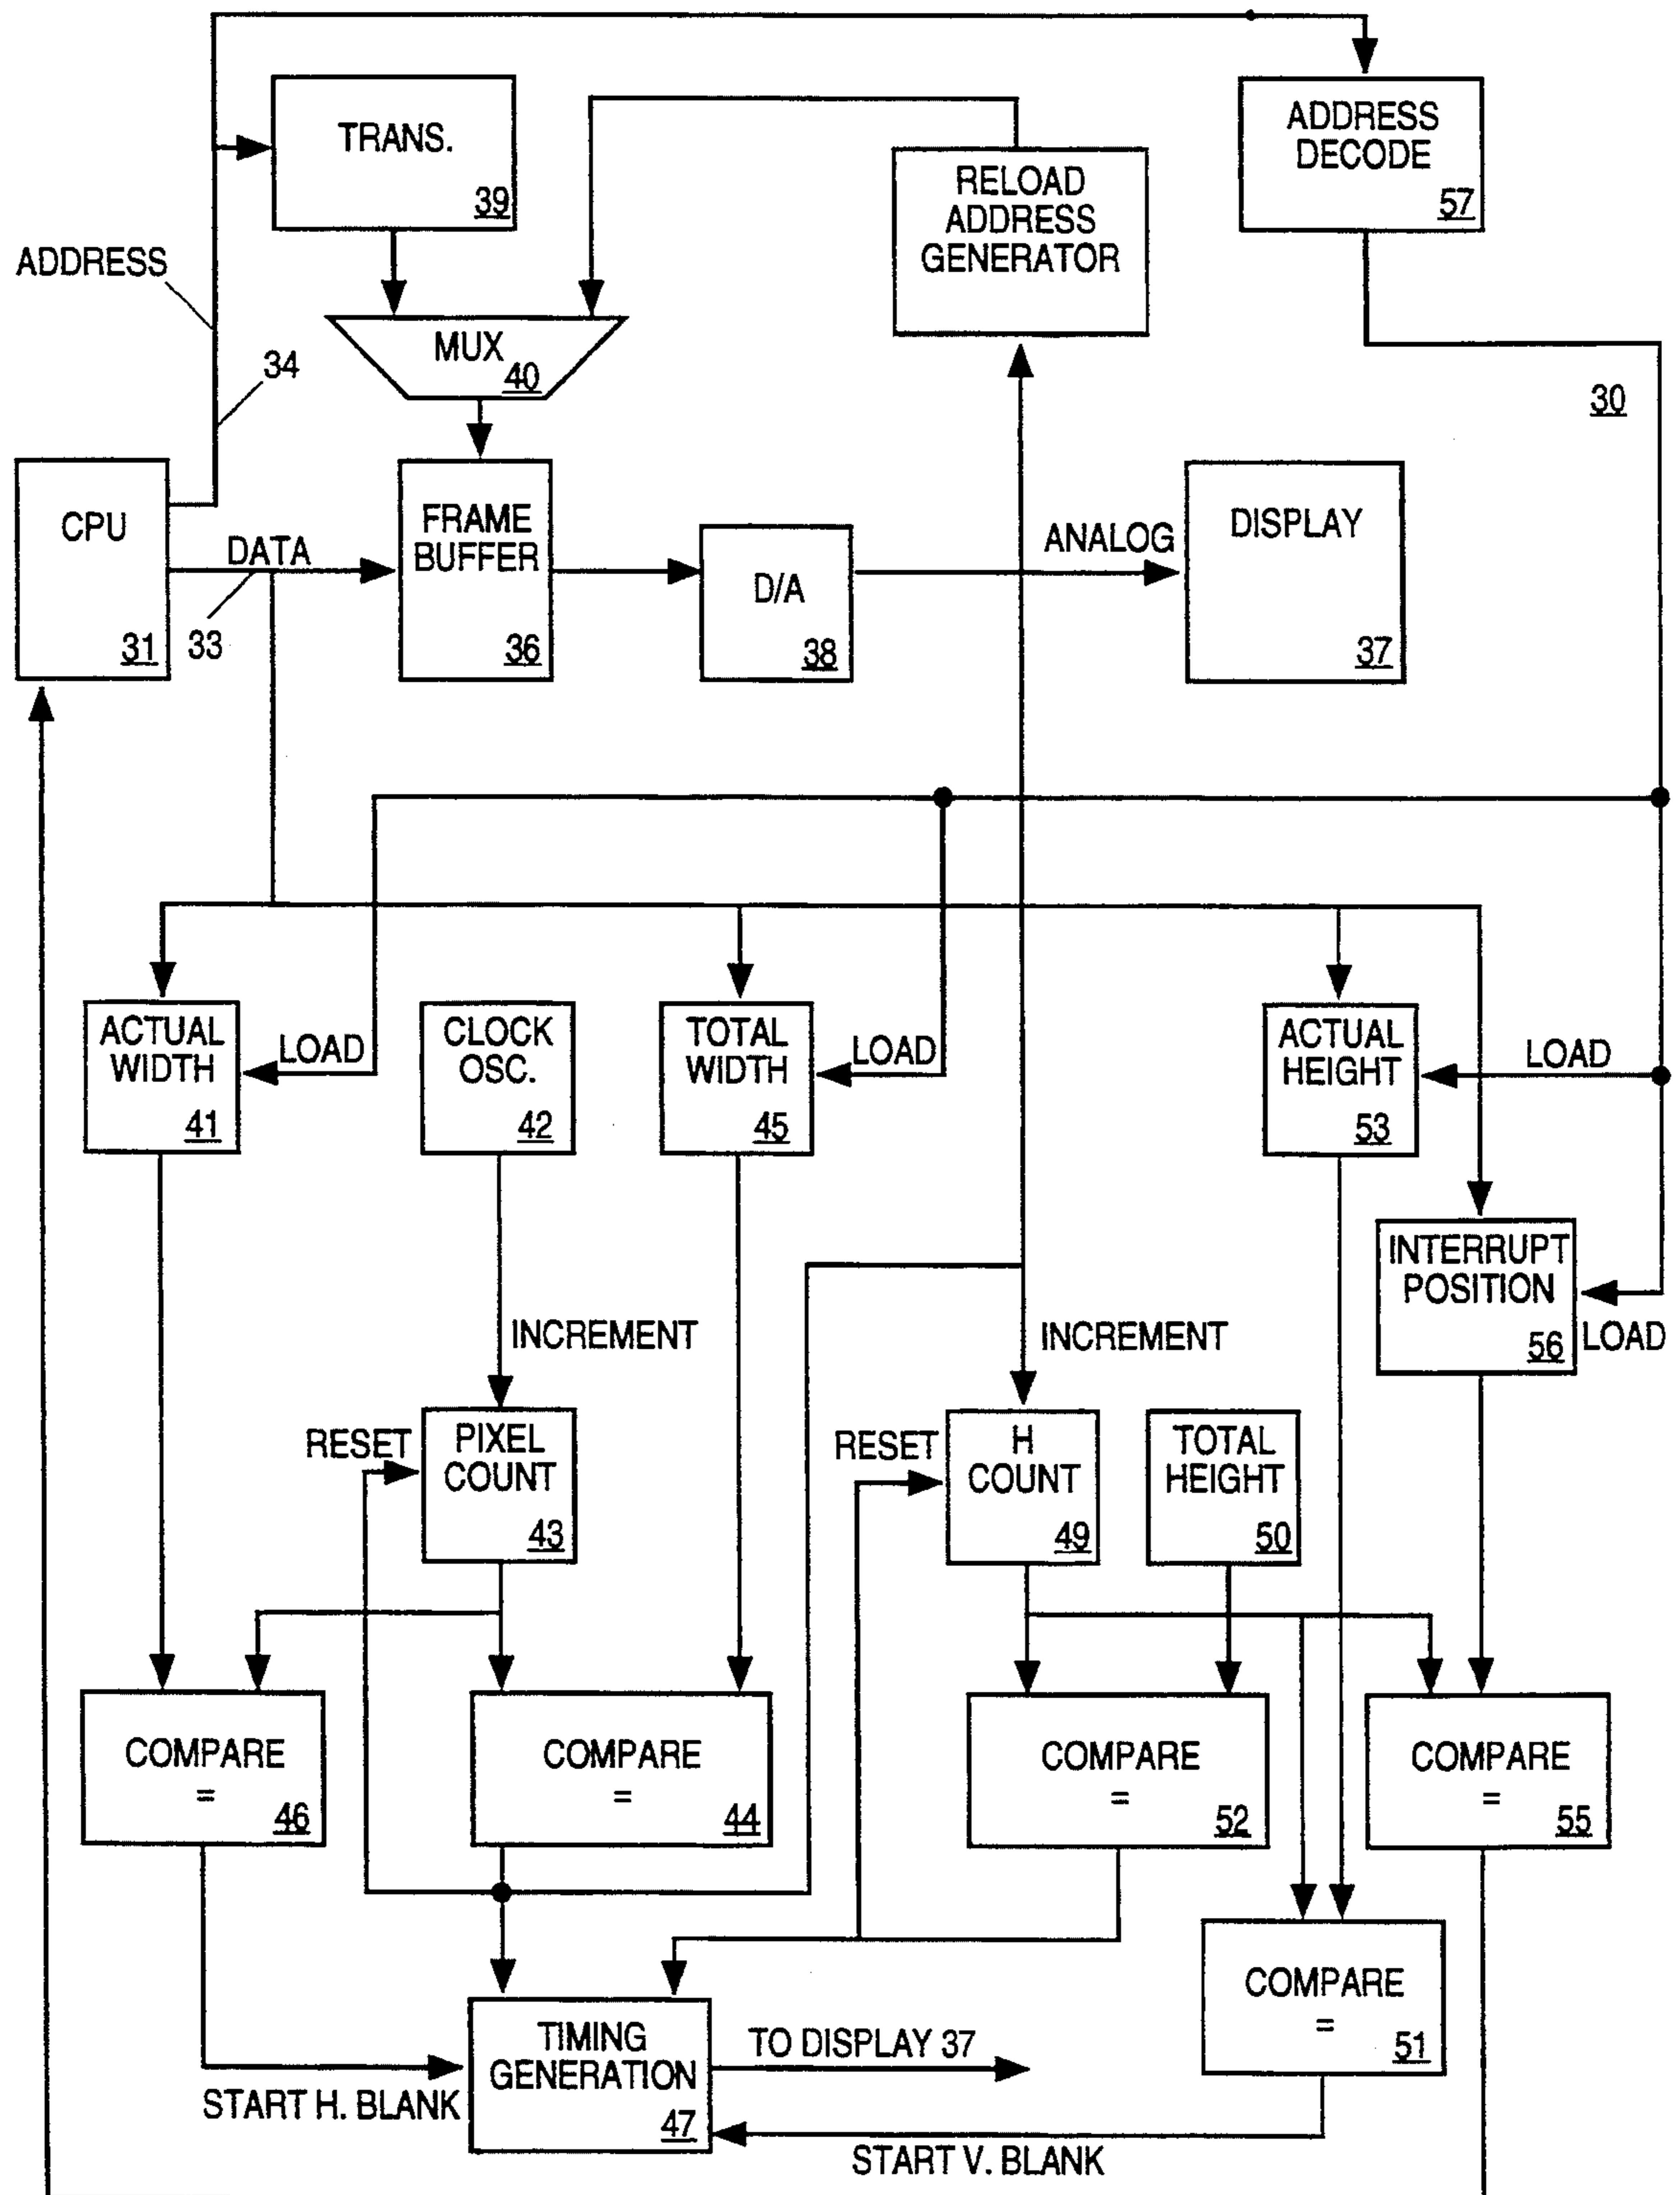 TRANS.
39
ADDRESS
DECODE
57
RELOAD
ADDRESS
GENERATOR
ADDRESS
MUX
40
34
30
CPU
31
DATA
33
FRAME
BUFFER
36
D/A
38
ANALOG
DISPLAY
37
ACTUAL
WIDTH
41
LOAD
CLOCK
OSC.
42
TOTAL
WIDTH
45
LOAD
ACTUAL
HEIGHT
53
LOAD
INTERRUPT
POSITION
56
LOAD
INCREMENT
INCREMENT
RESET
PIXEL
COUNT
43
RESET
H
COUNT
49
TOTAL
HEIGHT
50
COMPARE
=
46
COMPARE
=
44
COMPARE
=
52
COMPARE
=
55
COMPARE
=
51
TIMING
GENERATION
47
TO DISPLAY 37
START H. BLANK
START V. BLANK